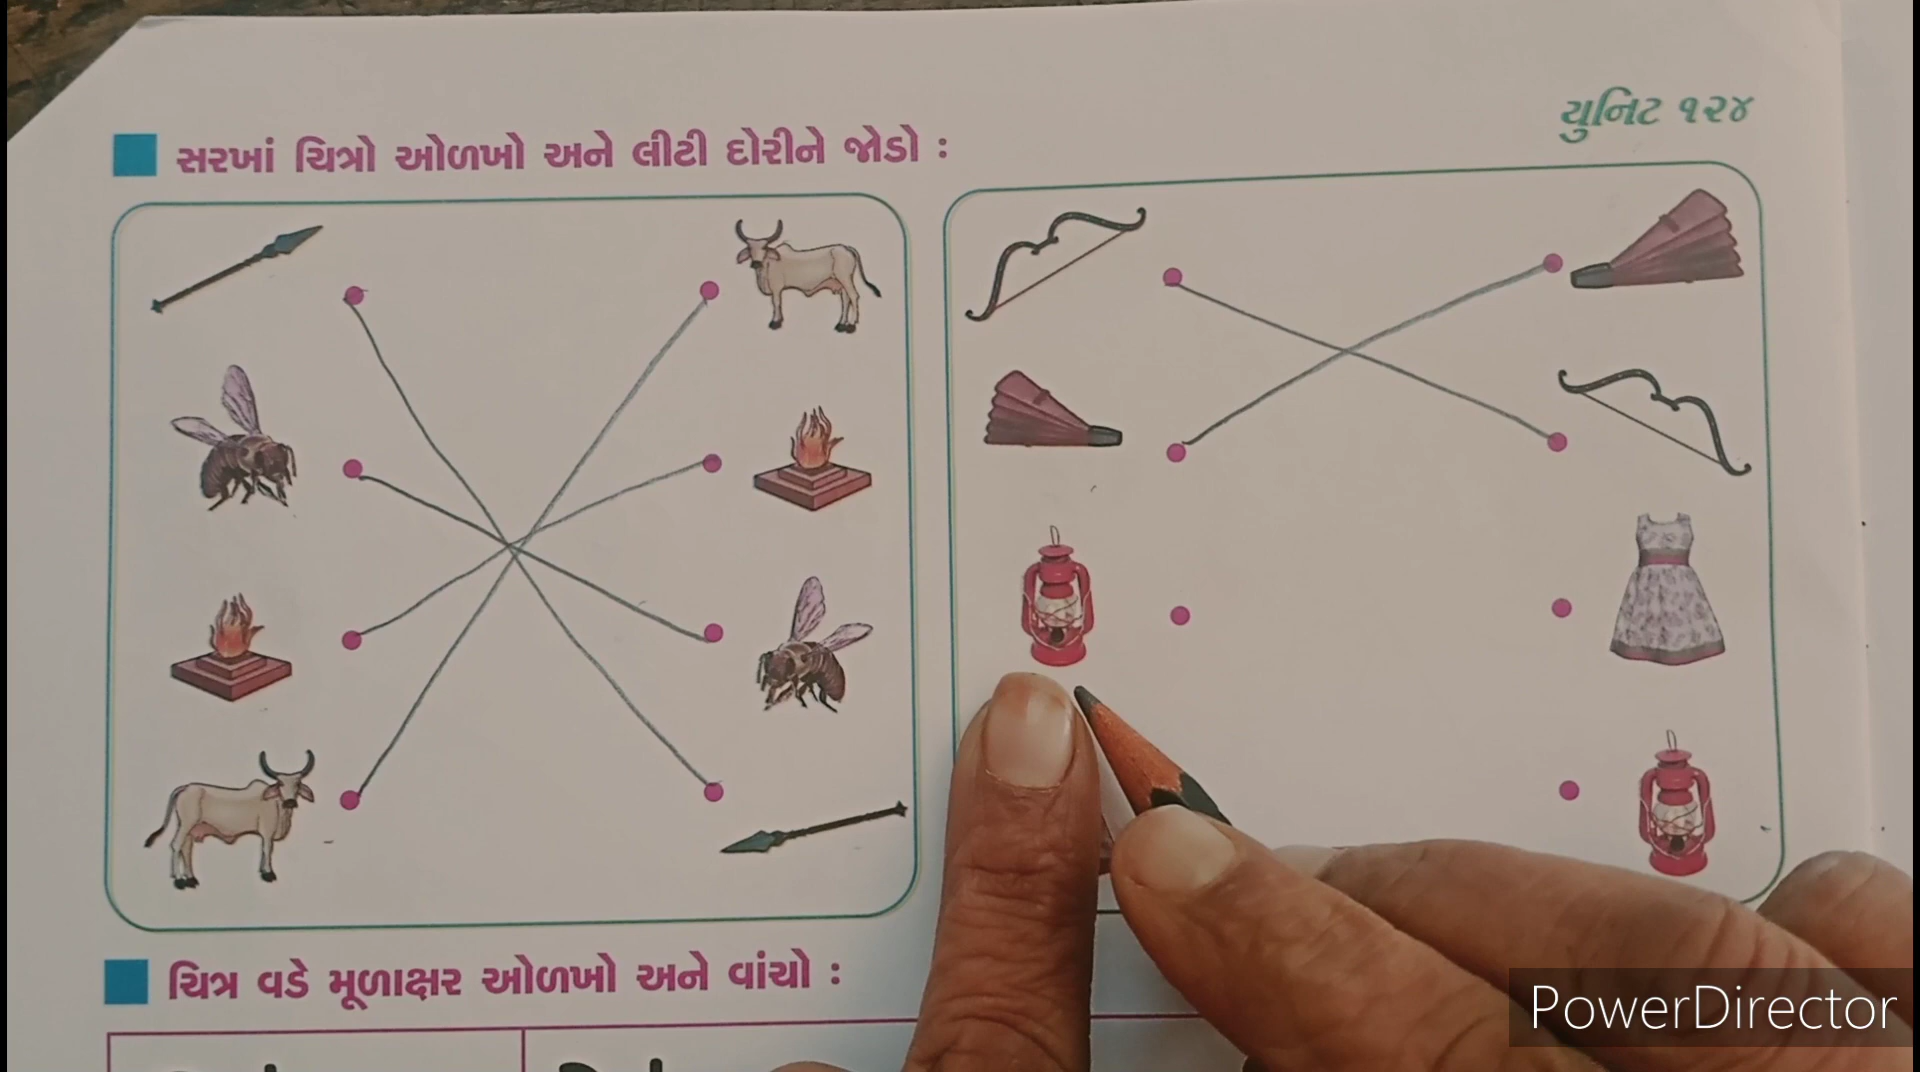 યુનિટ ૧૨૪
સરખાં ચિત્રો ઓળખો અને લીટી દોરીને જોડો :
ચિત્ર વડે મૂળાક્ષર ઓળખો અને વાંચો :
PowerDirector